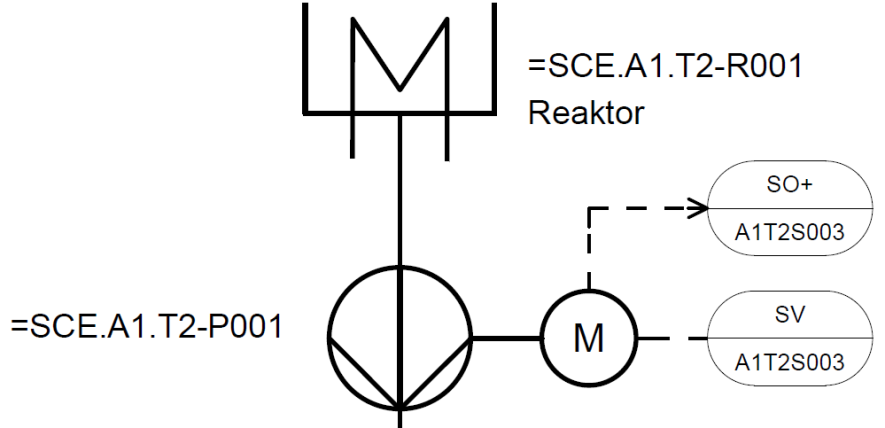 =SCE.A1.T2-R001
Reaktor
SO+
A1T2S003
=SCE.A1.T2-P001
M
SV
A1T2S003